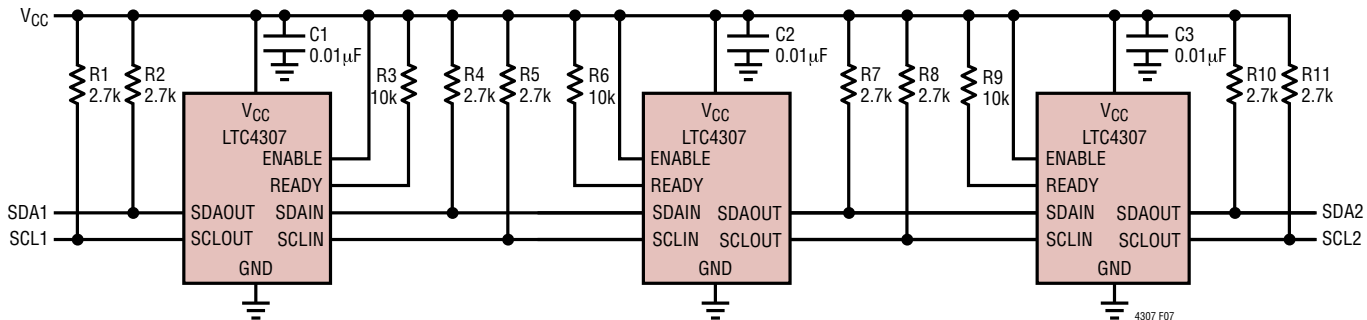 VCC
R1
2.7k
R2
2.7k
C1
0.01µF
R3
10k
R4
2.7k
R5
2.7k
R6
10k
C2
0.01µF
R7
2.7k
R8
2.7k
R9
10k
C3
0.01µF
R10
2.7k
R11
2.7k
VCC
LTC4307
ENABLE
READY
SDAOUT SDAIN
SCLOUT SCLIN
GND
VCC
LTC4307
ENABLE
READY
SDAIN SDAOUT
SCLIN SCLOUT
GND
VCC
LTC4307
ENABLE
READY
SDAIN SDAOUT
SCLIN SCLOUT
GND
SDA1
SCL1
SDA2
SCL2
4307 F07